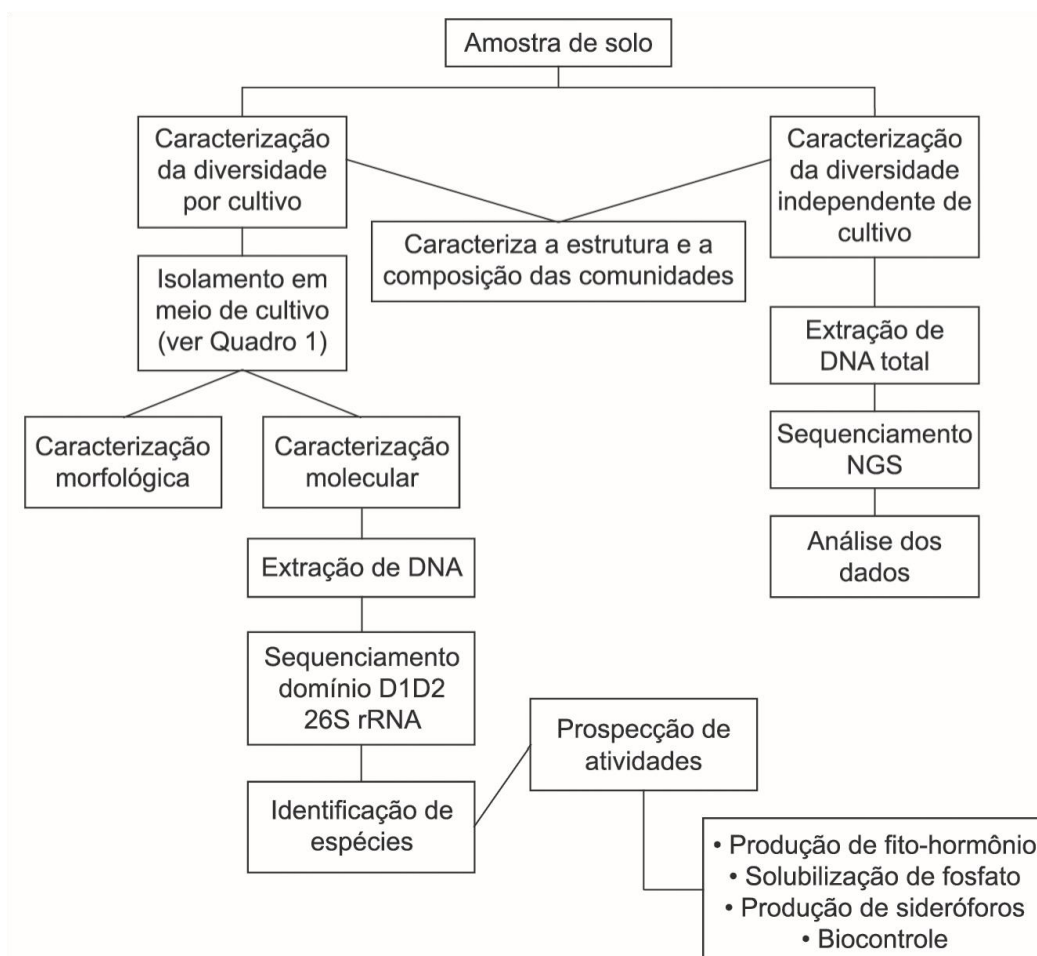 Amostra de solo
Caracterização
da diversidade
por cultivo
Caracterização
da diversidade
independente de
cultivo
Caracteriza a estrutura e a
composição das comunidades
Isolamento em
meio de cultivo
(ver Quadro 1)
Extração de
DNA total
Caracterização
morfológica
Caracterização
molecular
Sequenciamento
NGS
Análise dos
dados
Extração de DNA
Sequenciamento
domínio D1D2
26S rRNA
Prospecção de
atividades
Identificação de
espécies
• Produção de fito-hormônio
• Solubilização de fosfato
• Produção de sideróforos
• Biocontrole